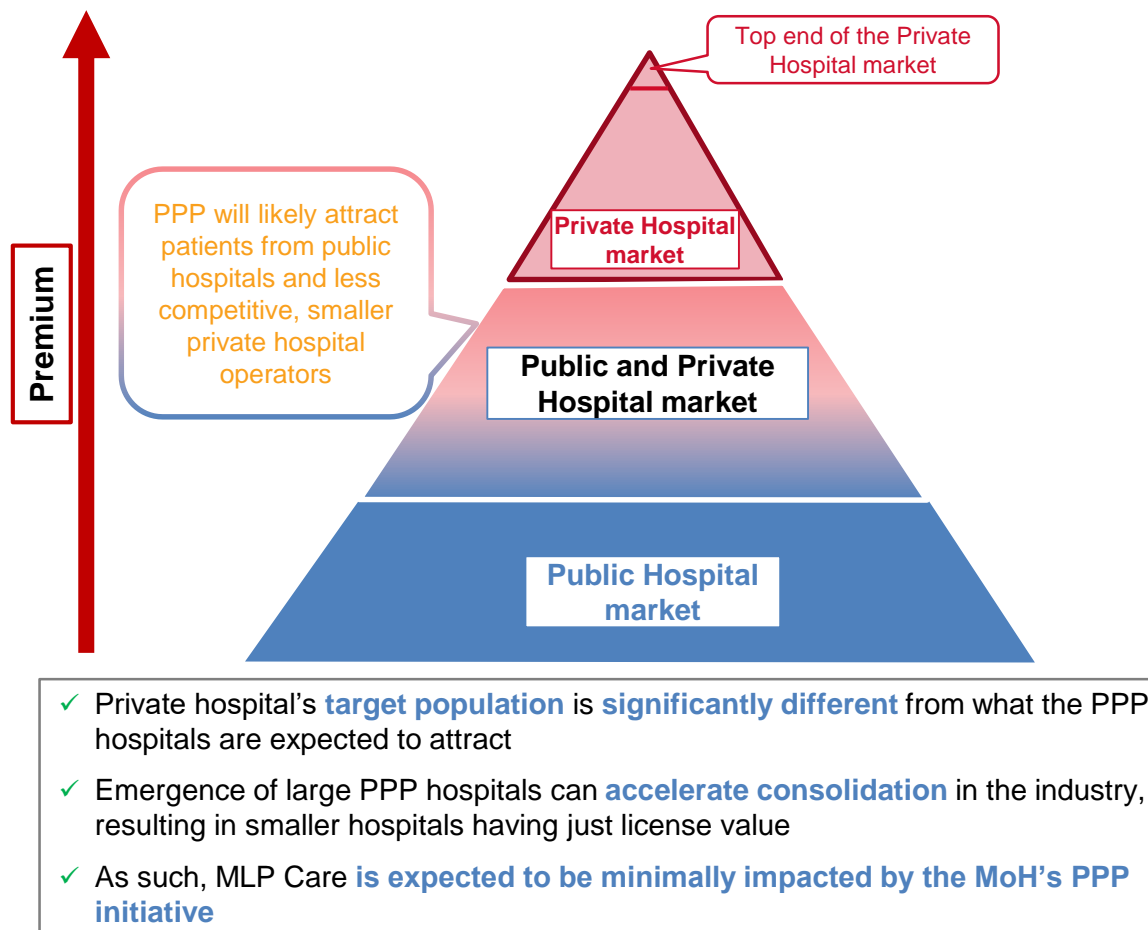 Top end of the Private
Hospital market
PPP will likely attract
patients from public
hospitals and less
competitive, smaller
private hospital
operators
Premium
Private Hospital
market
Public and Private
Hospital market
Public Hospital
market
✓ Private hospital's target population is significantly different from what the PPP
hospitals are expected to attract
✓ Emergence of large PPP hospitals can accelerate consolidation in the industry,
resulting in smaller hospitals having just license value
✓ As such, MLP Care is expected to be minimally impacted by the MoH's PPP
initiative